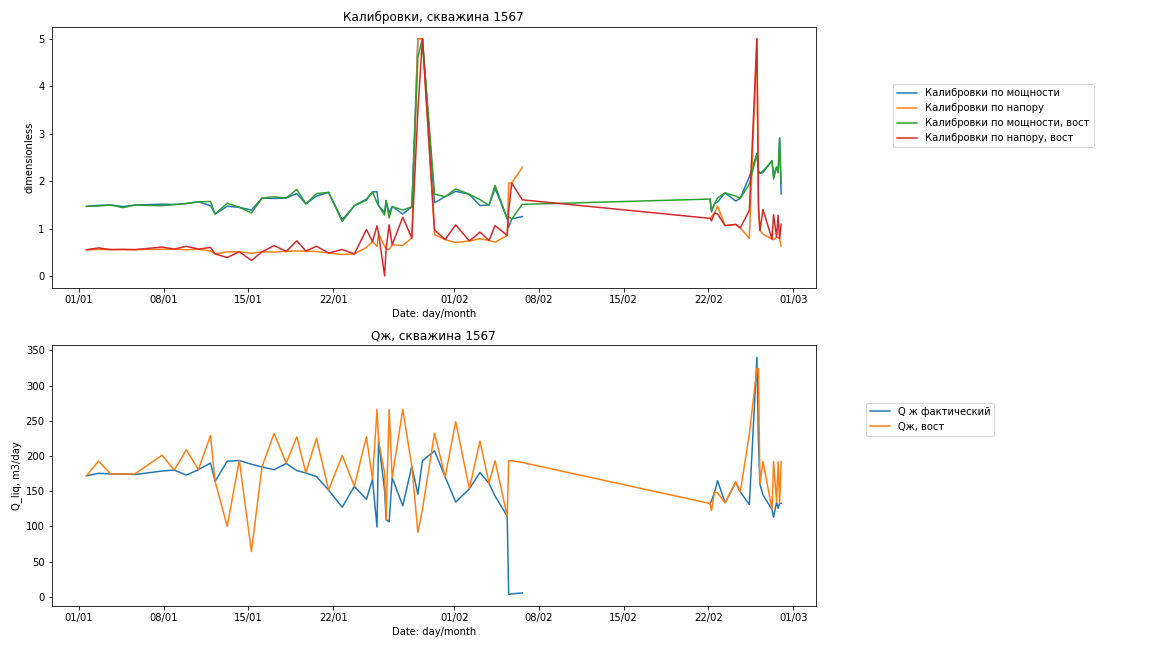 Калибровки, скважина 1567
5
4
3
2
1
0
dimensionless
01/01 08/01 15/01 22/01 01/02 08/02 15/02 22/02 01/03
Date: day/month
Калибровки по мощности
Калибровки по напору
Калибровки по мощности, вост
Калибровки по напору, вост
Qж, скважина 1567
350
300
250
200
150
100
50
0
Q_liq, m3/day
01/01 08/01 15/01 22/01 01/02 08/02 15/02 22/02 01/03
Date: day/month
Q ж фактический
Qж, вост